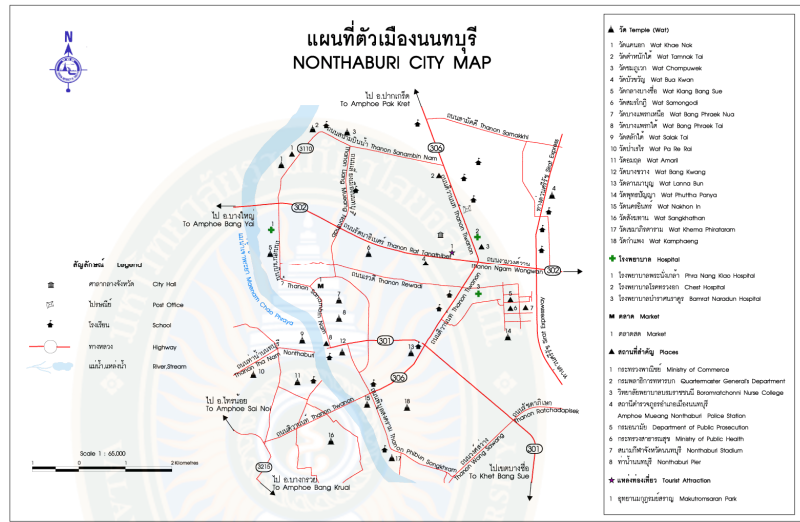 แผนที่ตัวเมืองนนทบุรี
NONTHABURI CITY MAP
N
ไป อ.ปากเกร็ด
To Amphoe Pak Kret
ถนนสามัคคี Thanon Samakkhi
ถนนสนามบินน้ำ Thanon Sanambin Nam
3110
306
302
ไป อ.บางใหญ่
To Amphoe Bang Yai
ถนนรัตนาธิเบศร์ Thanon Rat Tanathibet
ถนนงามวงศ์วาน
Thanon Ngam Wongwan
302
แม่น้ำเจ้าพระยา Maenam Chao Phraya
ถนนเรวดี Thanon Rewadi
ถนนติวานนท์ Thanon Tiwanon
Srat Expressway
301
306
Nonthaburi
Thanon Tha Nam
ไป อ.ไทรน้อย
To Amphoe Sai Noi
ถนนพิบูลสงคราม Thanon Phibun Songkhram
ถนนรัชดาภิเษก
Thanon Ratchadapisek
ถนนวงศ์สว่าง
Thanon Wong Sawang
301
3215
ไป อ.บางกรวย
To Amphoe Bang Kruai
ไปเขตบางซื่อ
To Khet Bang Sue
สัญลักษณ์ Legend
ศาลากลางจังหวัด City Hall
ไปรษณีย์ Post Office
โรงเรียน School
ทางหลวง Highway
แม่น้ำ,แหล่งน้ำ River,Stream
Scale 1 : 65,000
1 0 2 Kilometres
วัด Temple (Wat)
1 วัดแคนอก Wat Khae Nok
2 วัดตำหนักใต้ Wat Tamnak Tai
3 วัดชมภูเวก Wat Chompuwek
4 วัดบัวขวัญ Wat Bua Kwan
5 วัดกลางบางซื่อ Wat Klang Bang Sue
6 วัดสมรโกฎิ Wat Samongodi
7 วัดบางแพรกเหนือ Wat Bang Phraek Nua
8 วัดบางแพรกใต้ Wat Bang Phraek Tai
9 วัดสลักใต้ Wat Salak Tai
10 วัดป่าเรไร Wat Pa Re Rai
11 วัดอมฤต Wat Amaril
12 วัดบางขวาง Wat Bang Kwang
13 วัดลานนาบุญ Wat Lanna Bun
14 วัดพุทธปัญญา Wat Phuttha Panya
15 วัดนครอินทร์ Wat Nakhon In
16 วัดสังฆทาน Wat Sangkhathan
17 วัดเขมาภิรตาราม Wat Khema Phirataram
18 วัดกำแพง Wat Kamphaeng
โรงพยาบาล Hospital
1 โรงพยาบาลพระนั่งเกล้า Phra Nang Klao Hospital
2 โรงพยาบาลโรคทรวงอก Chest Hospital
3 โรงพยาบาลบำราศนราดูร Bamrat Naradun Hospital
M ตลาด Market
1 ตลาดสด Market
สถานที่สำคัญ Places
1 กระทรวงพาณิชย์ Ministry of Commerce
2 กรมพลาธิการทหารบก Quartermaster General's Department
3 วิทยาลัยพยาบาลบรมราชชนนี Boromratchonni Nurse College
4 สถานีตำรวจภูธรอำเภอเมืองนนทบุรี
Amphoe Mueang Nonthaburi Police Station
5 กรมอนามัย Department of Public Prosecution
6 กระทรวงสาธารณสุข Ministry of Public Health
7 สนามกีฬาจังหวัดนนทบุรี Nonthaburi Stadium
8 ท่าน้ำนนทบุรี Nonthaburi Pier
แหล่งท่องเที่ยว Tourist Attraction
1 อุทยานมกุฏรมย์สราญ Makutromsaran Park